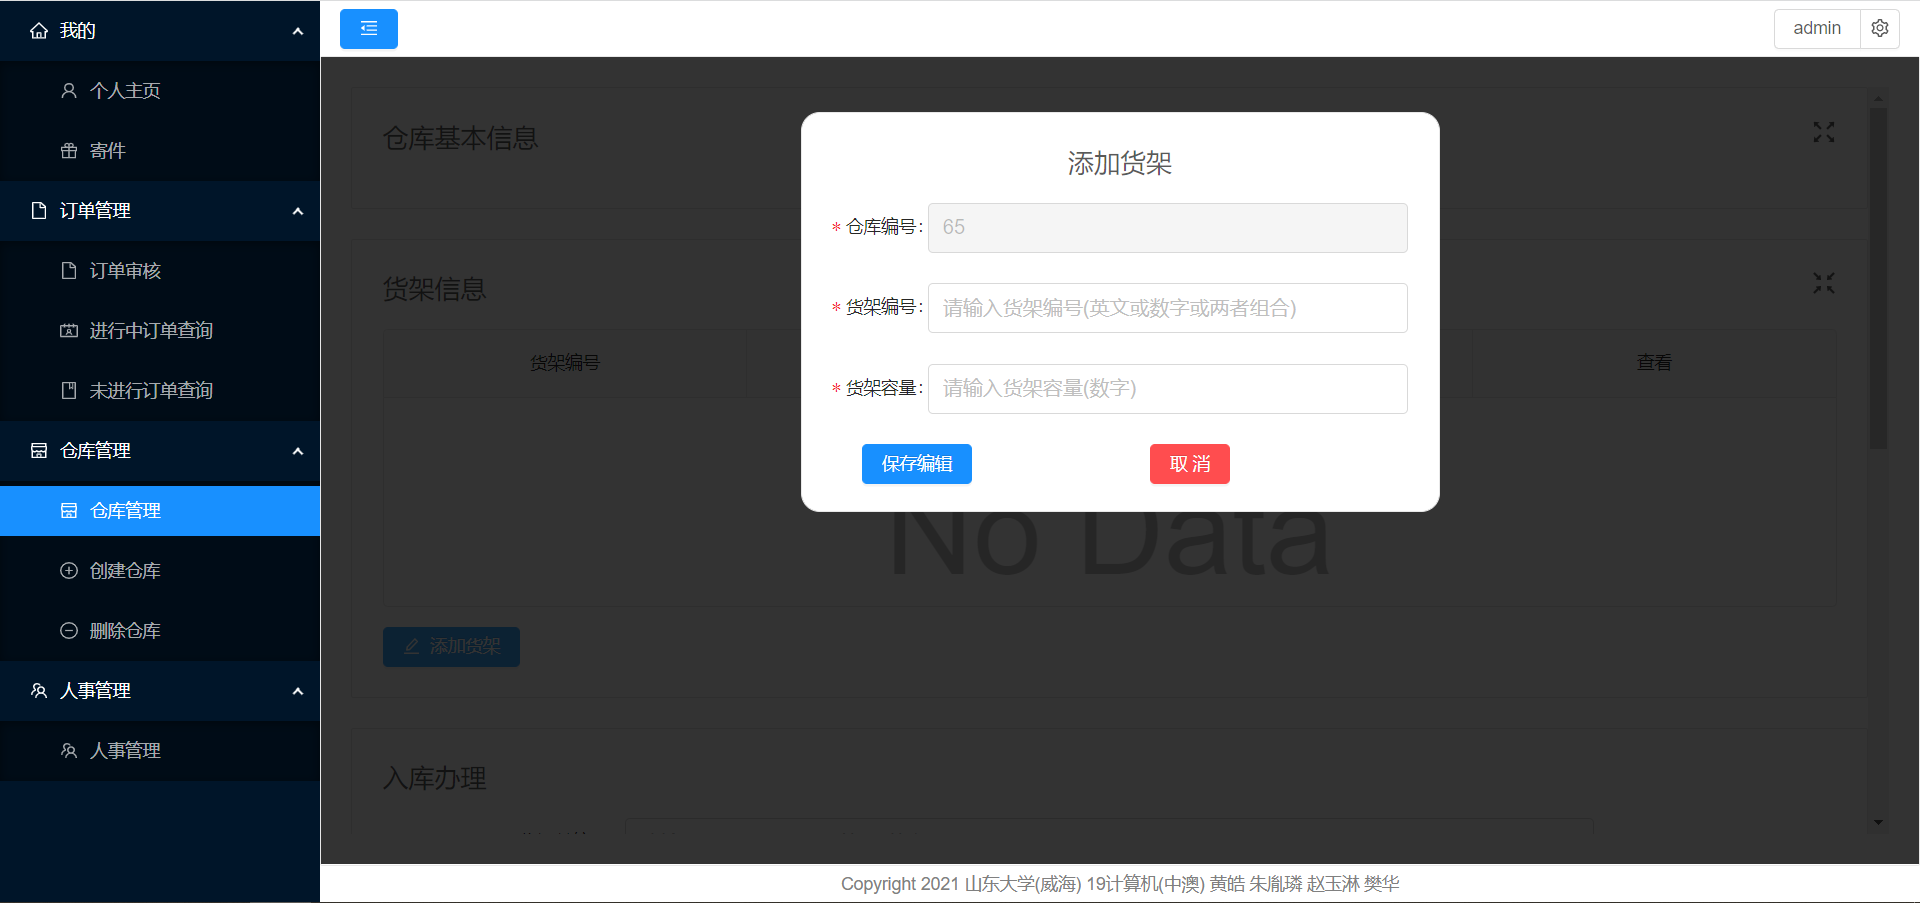 我的
个人主页
寄件
订单管理
订单审核
进行中订单查询
未进行订单查询
仓库管理
仓库管理
创建仓库
删除仓库
人事管理
人事管理
admin
仓库基本信息
货架信息
货架编号
查看
No Data
添加货架
入库办理
添加货架
* 仓库编号: 65
* 货架编号: 请输入货架编号(英文或数字或两者组合)
* 货架容量: 请输入货架容量(数字)
保存编辑
取 消
Copyright 2021 山东大学(威海) 19计算机(中澳) 黄皓 朱胤璘 赵玉淋 樊华